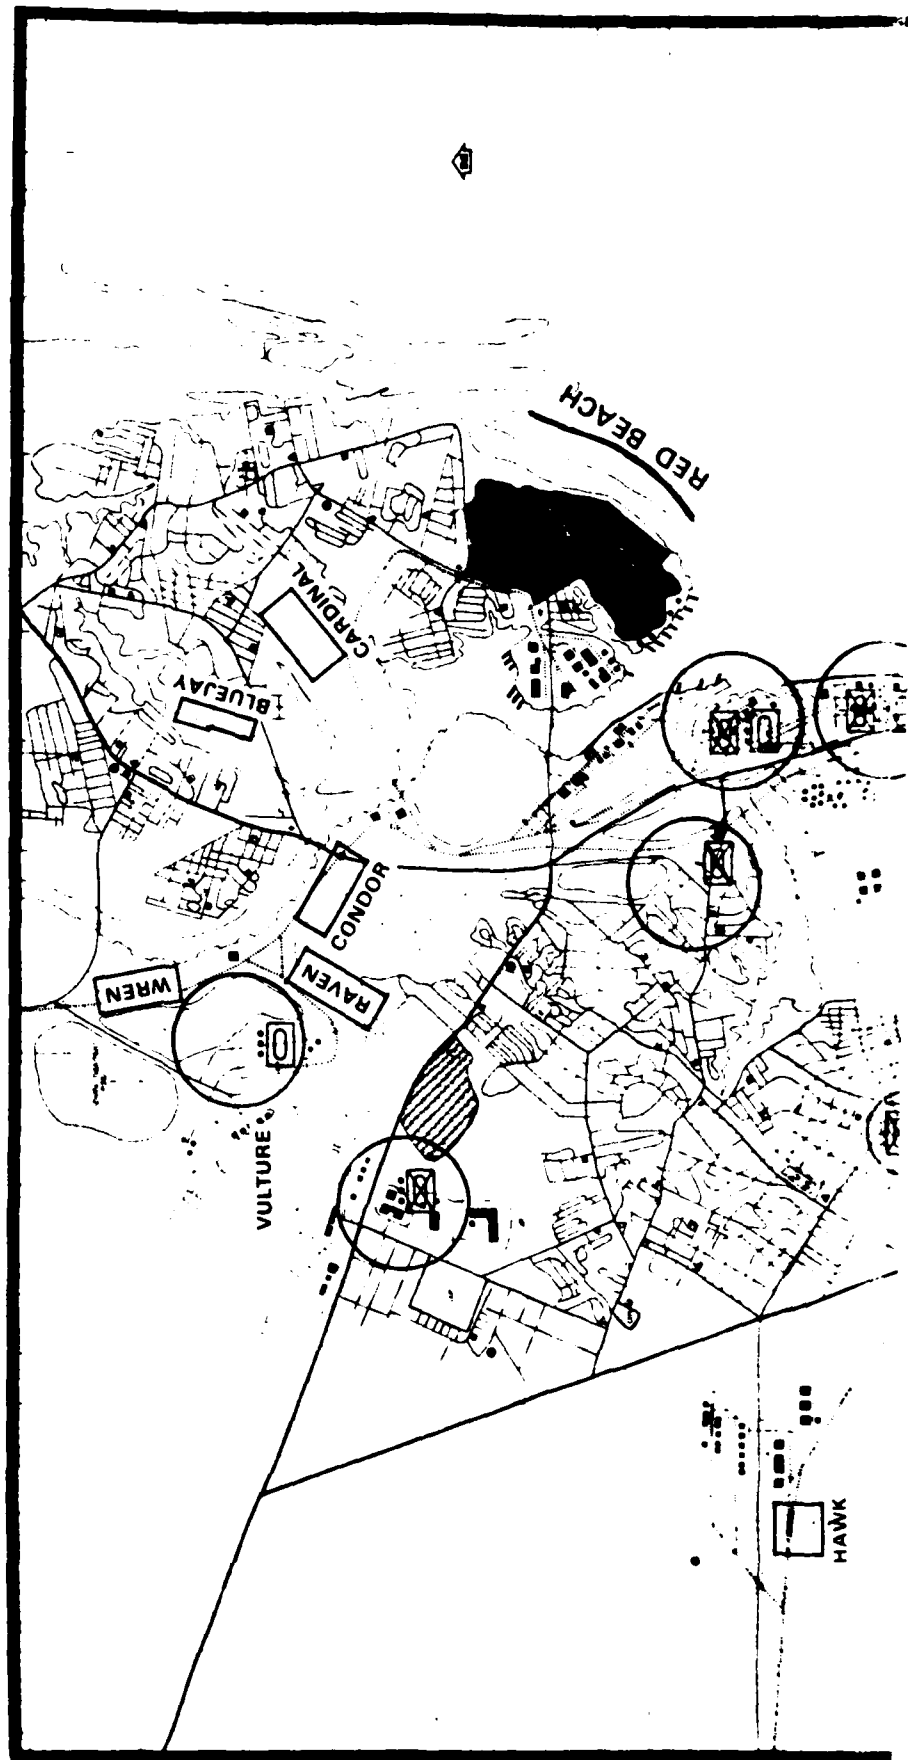 RED BEACH
CARDINAL
BLUEJAY
CONDOR
RAVEN
WREN
VULTURE
HAWK